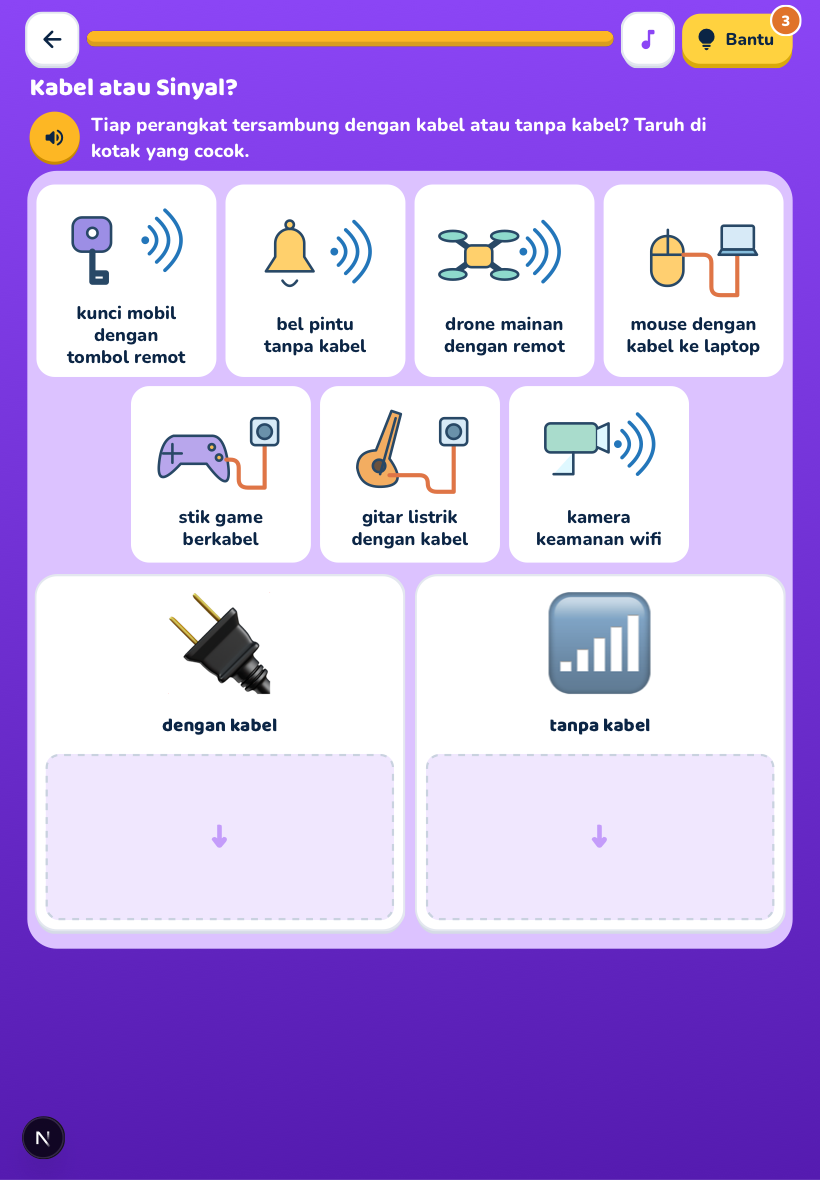 3
Bantu
Kabel atau Sinyal?
Tiap perangkat tersambung dengan kabel atau tanpa kabel? Taruh di
kotak yang cocok.
kunci mobil
dengan
tombol remot
bel pintu
tanpa kabel
drone mainan
dengan remot
mouse dengan
kabel ke laptop
stik game
berkabel
gitar listrik
dengan kabel
kamera
keamanan wifi
dengan kabel
tanpa kabel
N